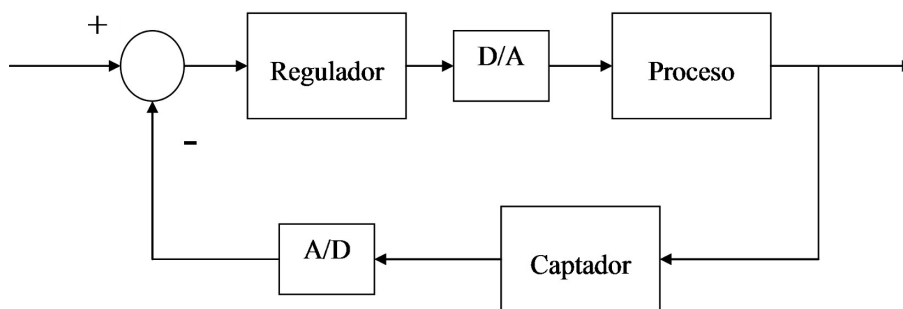 +
Regulador
D/A
Proceso
-
A/D
Captador